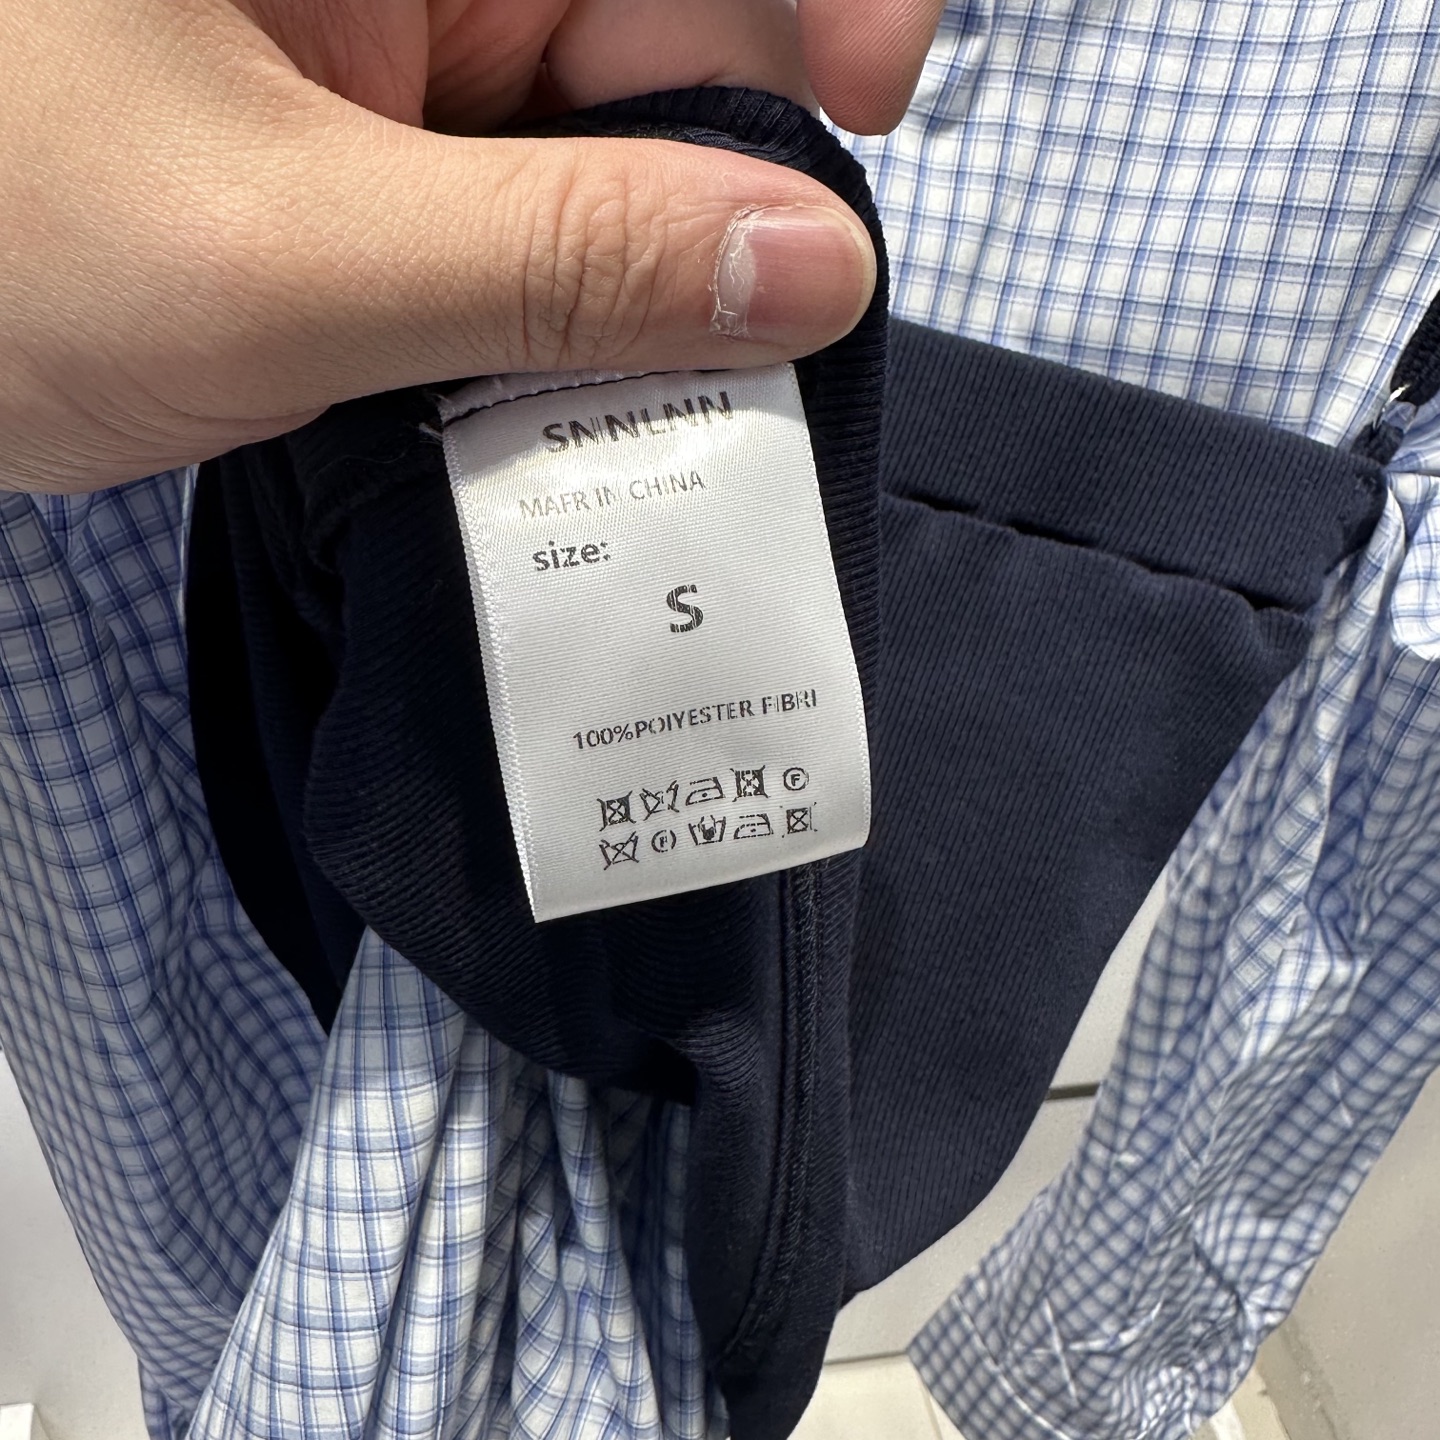 SNNLNN
MAFR IN CHINA
size:
S
100%POIYESTER FIBRI
F
F